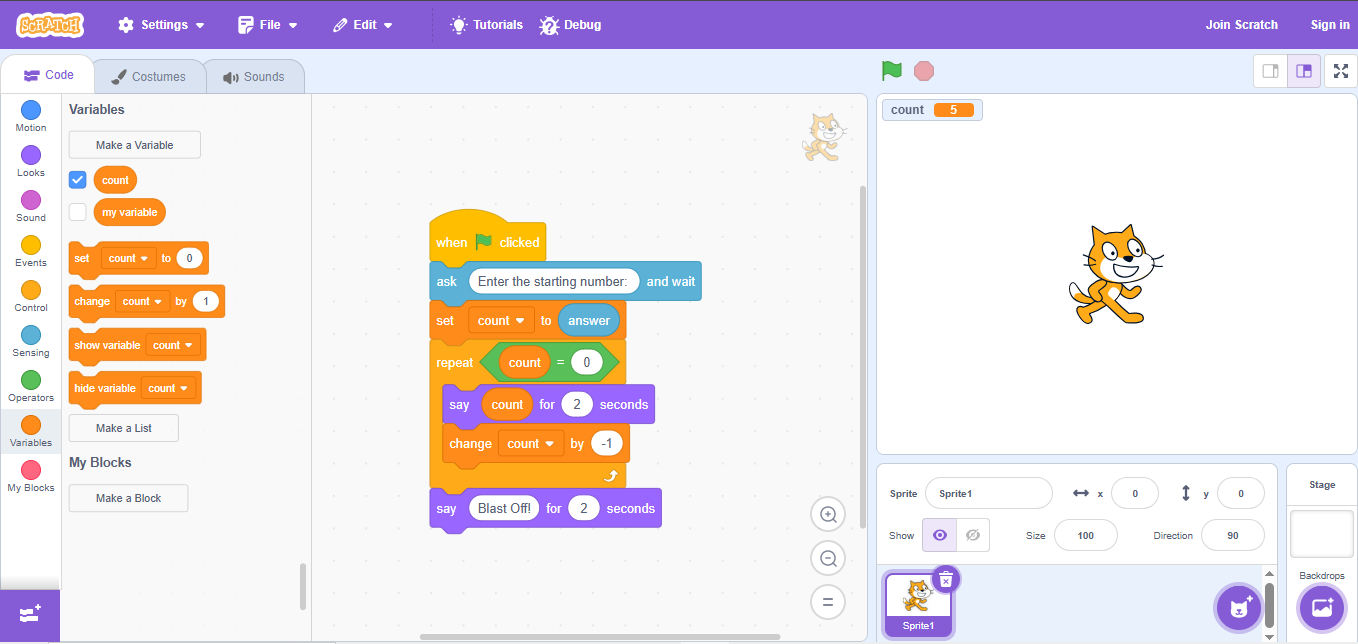 SCRATCH Settings File Edit Tutorials Debug Join Scratch Sign in
Code Costumes Sounds
Motion
Looks
Sound
Events
Control
Sensing
Operators
Variables
My Blocks
Variables
Make a Variable
count
my variable
set count to 0
change count by 1
show variable count
hide variable count
Make a List
My Blocks
Make a Block
when clicked
ask Enter the starting number: and wait
set count to answer
repeat count = 0
say count for 2 seconds
change count by -1
say Blast Off! for 2 seconds
count 5
Sprite Sprite1 x 0 y 0
Show Size 100 Direction 90
Sprite1
Stage
Backdrops